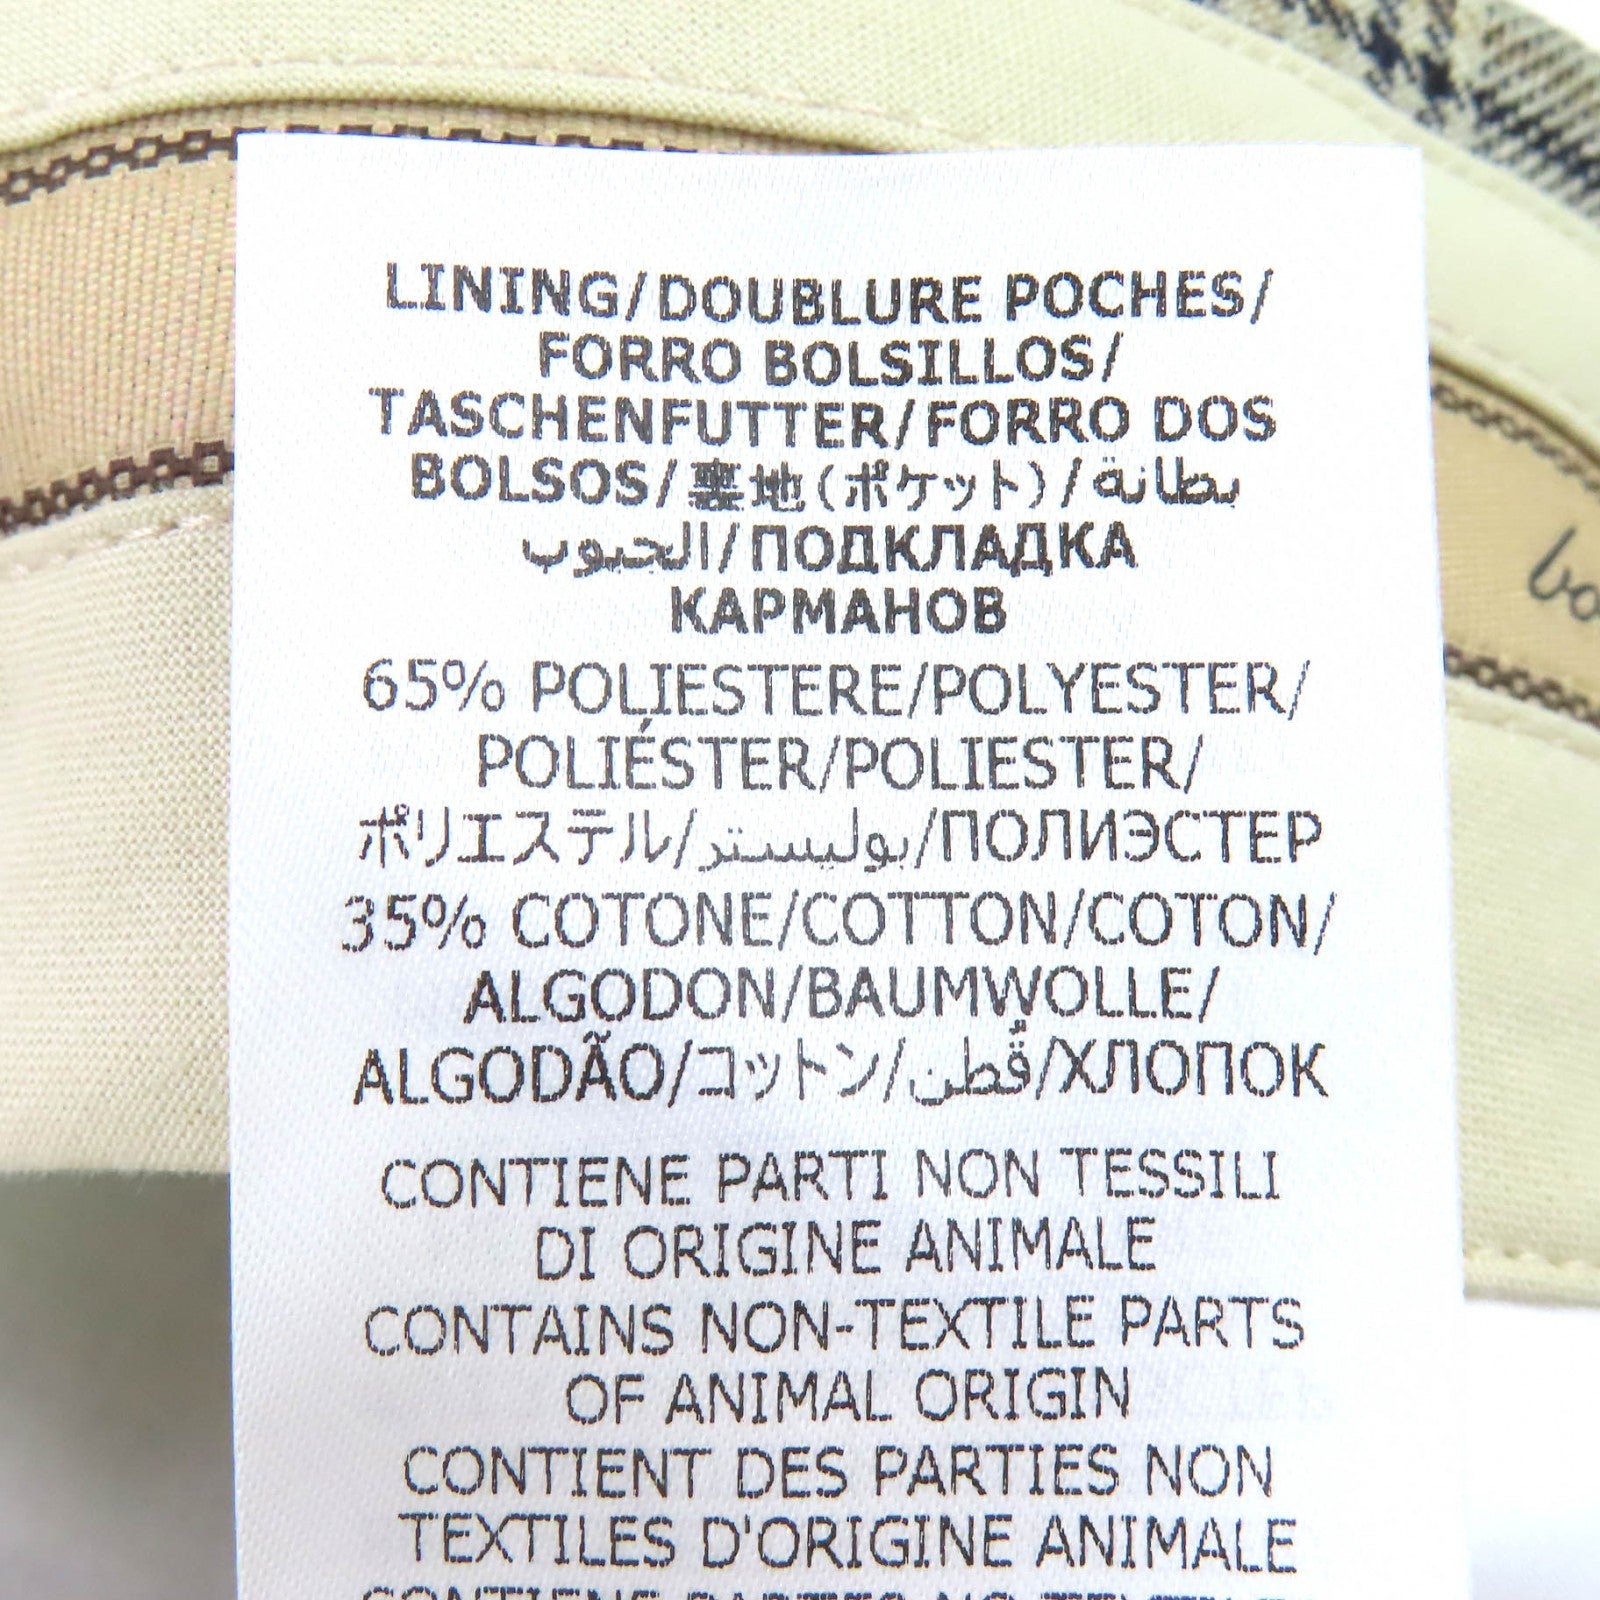 LINING/DOUBLURE POCHES/
FORRO BOLSILLOS/
TASCHENFUTTER/FORRO DOS
BOLSOS/裏地(ポケット)/بطانة
الجيوب/ПОДКЛАДКА
КАРМАНОВ
65% POLIESTERE/POLYESTER/
POLIÉSTER/POLIESTER/
ポリエステル/بوليستر/ПОЛИЭСТЕР
35% COTONE/COTTON/COTON/
ALGODON/BAUMWOLLE/
ALGODÃO/コットン/قُطن/ХЛОПОК
CONTIENE PARTI NON TESSILI
DI ORIGINE ANIMALE
CONTAINS NON-TEXTILE PARTS
OF ANIMAL ORIGIN
CONTIENT DES PARTIES NON
TEXTILES D'ORIGINE ANIMALE